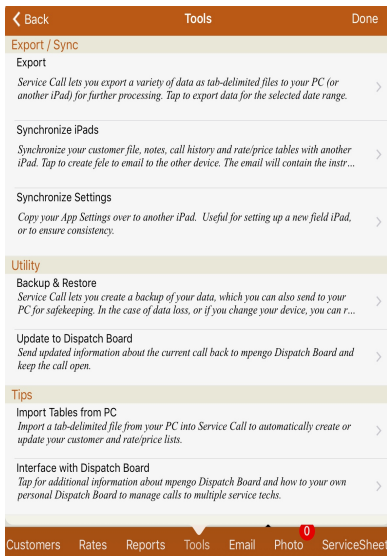 Back Tools Done
Export / Sync
Export
Service Call lets you export a variety of data as tab-delimited files to your PC (or
another iPad) for further processing. Tap to export data for the selected date range.
Synchronize iPads
Synchronize your customer file, notes, call history and rate/price tables with another
iPad. Tap to create fele to email to the other device. The email will contain the instr...
Synchronize Settings
Copy your App Settings over to another iPad. Useful for setting up a new field iPad,
or to ensure consistency.
Utility
Backup & Restore
Service Call lets you create a backup of your data, which you can also send to your
PC for safekeeping. In the case of data loss, or if you change your device, you can r...
Update to Dispatch Board
Send updated information about the current call back to mpengo Dispatch Board and
keep the call open.
Tips
Import Tables from PC
Import a tab-delimited file from your PC into Service Call to automatically create or
update your customer and rate/price lists.
Interface with Dispatch Board
Tap for additional information about mpengo Dispatch Board and how to your own
personal Dispatch Board to manage calls to multiple service techs.
0
Customers Rates Reports Tools Email Photo ServiceSheet